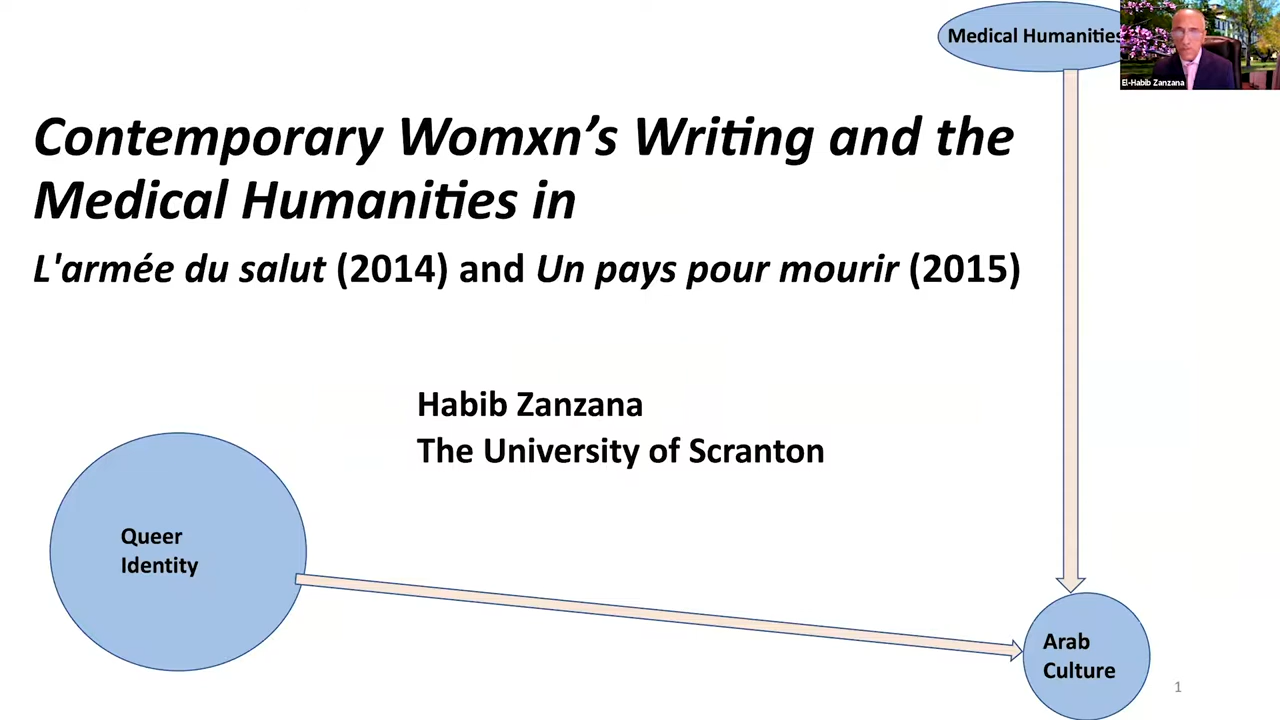 Medical Humanities
El-Habib Zanzana
Contemporary Womxn's Writing and the
Medical Humanities in
L'armée du salut (2014) and Un pays pour mourir (2015)
Habib Zanzana
The University of Scranton
Queer
Identity
Arab
Culture
1